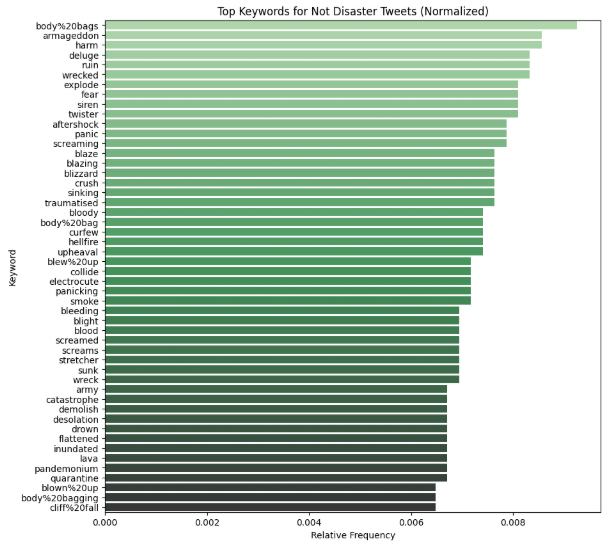 Top Keywords for Not Disaster Tweets (Normalized)
body%20bags
armageddon
harm
deluge
ruin
wrecked
explode
fear
siren
twister
aftershock
panic
screaming
blaze
blazing
blizzard
crush
sinking
traumatised
bloody
body%20bag
curfew
hellfire
upheaval
blew%20up
collide
electrocute
panicking
smoke
bleeding
blight
blood
screamed
screams
stretcher
sunk
wreck
army
catastrophe
demolish
desolation
drown
flattened
inundated
lava
pandemonium
quarantine
blown%20up
body%20bagging
cliff%20fall
Keyword
0.000 0.002 0.004 0.006 0.008
Relative Frequency